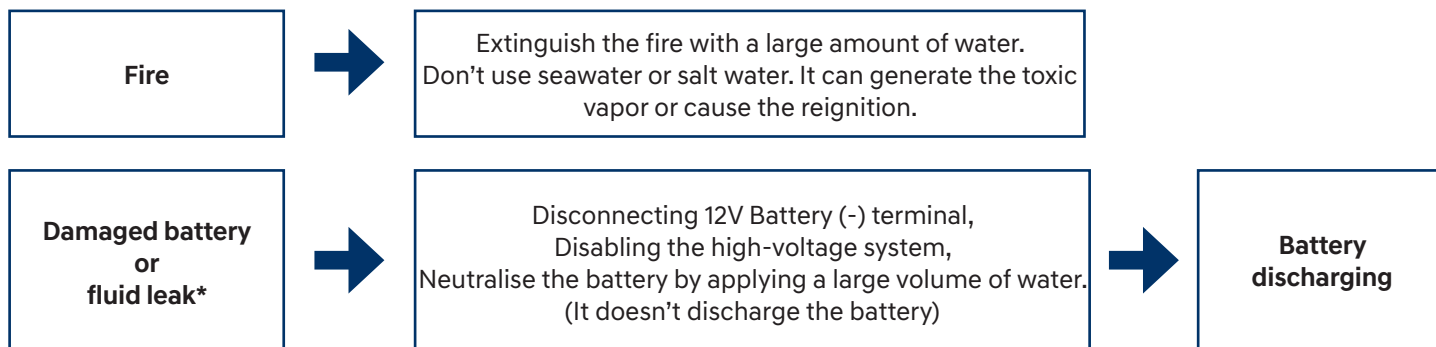 Fire
Extinguish the fire with a large amount of water.
Don’t use seawater or salt water. It can generate the toxic
vapor or cause the reignition.
Damaged battery
or
fluid leak*
Disconnecting 12V Battery (-) terminal,
Disabling the high-voltage system,
Neutralise the battery by applying a large volume of water.
(It doesn’t discharge the battery)
Battery
discharging